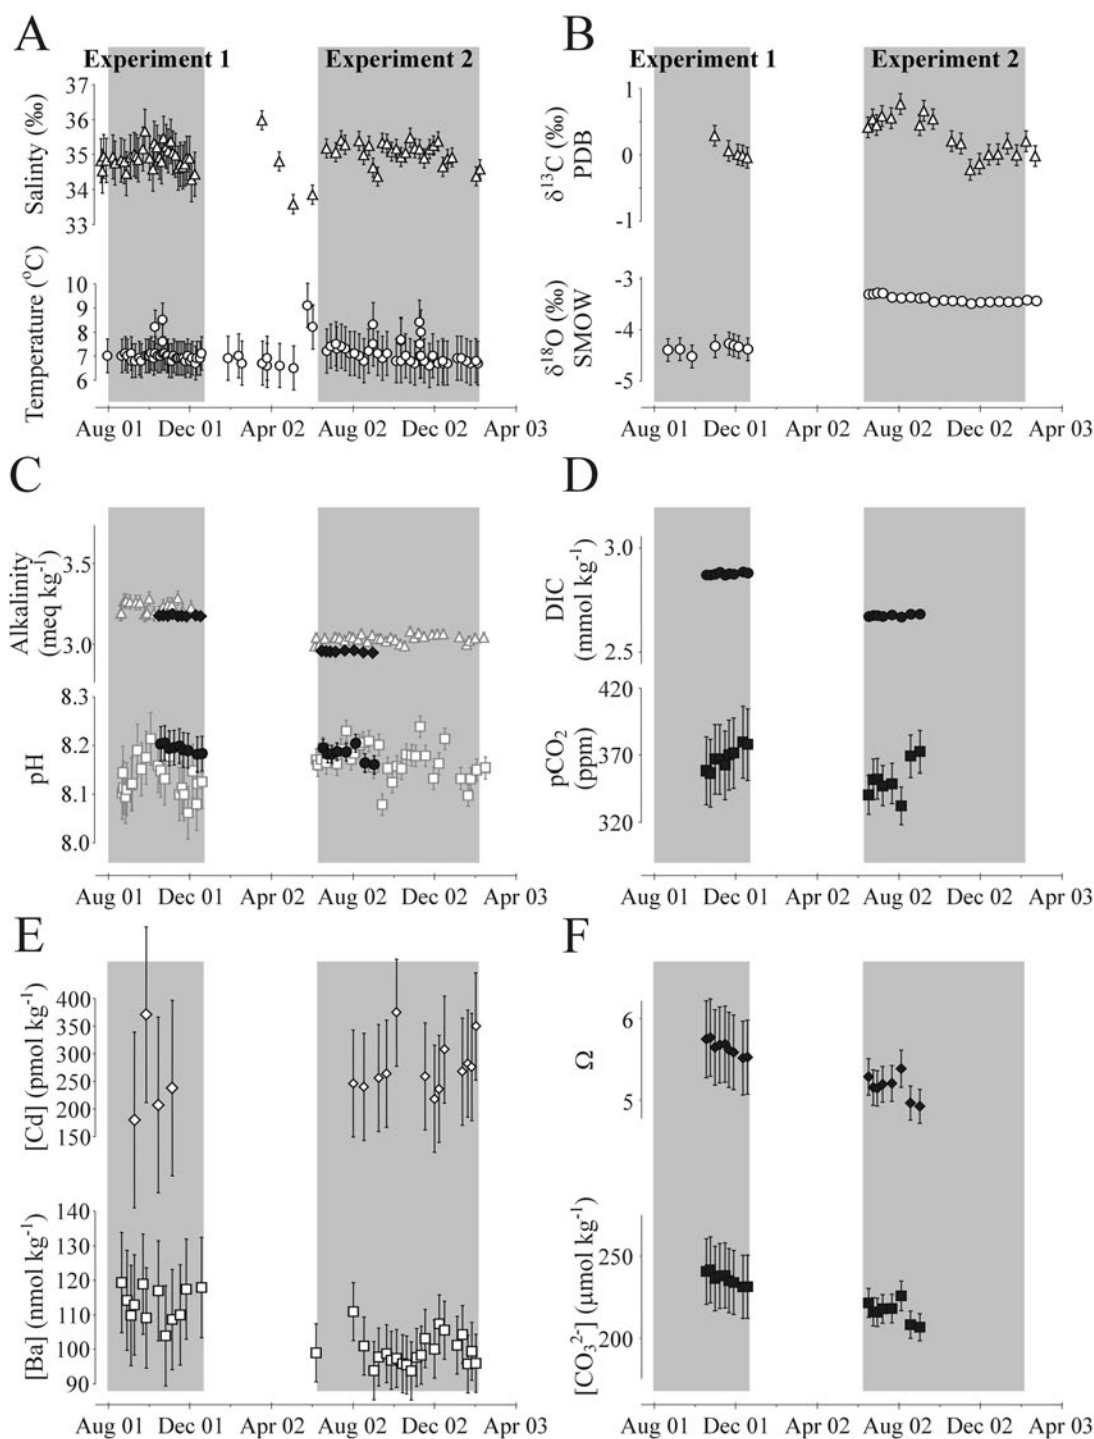 A
Experiment 1 Experiment 2
Salinity (‰)
37
36
35
34
33
Temperature (°C)
10
9
8
7
6
Aug 01 Dec 01 Apr 02 Aug 02 Dec 02 Apr 03
B
Experiment 1 Experiment 2
δ¹³C (‰)
PDB
1
0
-1
δ¹⁸O (‰)
SMOW
-3
-4
-5
Aug 01 Dec 01 Apr 02 Aug 02 Dec 02 Apr 03
C
Alkalinity
(meq kg⁻¹)
3.5
3.0
pH
8.3
8.2
8.1
8.0
Aug 01 Dec 01 Apr 02 Aug 02 Dec 02 Apr 03
D
DIC
(mmol kg⁻¹)
3.0
2.5
pCO₂
(ppm)
420
370
320
Aug 01 Dec 01 Apr 02 Aug 02 Dec 02 Apr 03
E
[Cd] (pmol kg⁻¹)
400
350
300
250
200
150
[Ba] (nmol kg⁻¹)
140
130
120
110
100
90
Aug 01 Dec 01 Apr 02 Aug 02 Dec 02 Apr 03
F
Ω
6
5
[CO₃²⁻] (μmol kg⁻¹)
250
200
Aug 01 Dec 01 Apr 02 Aug 02 Dec 02 Apr 03